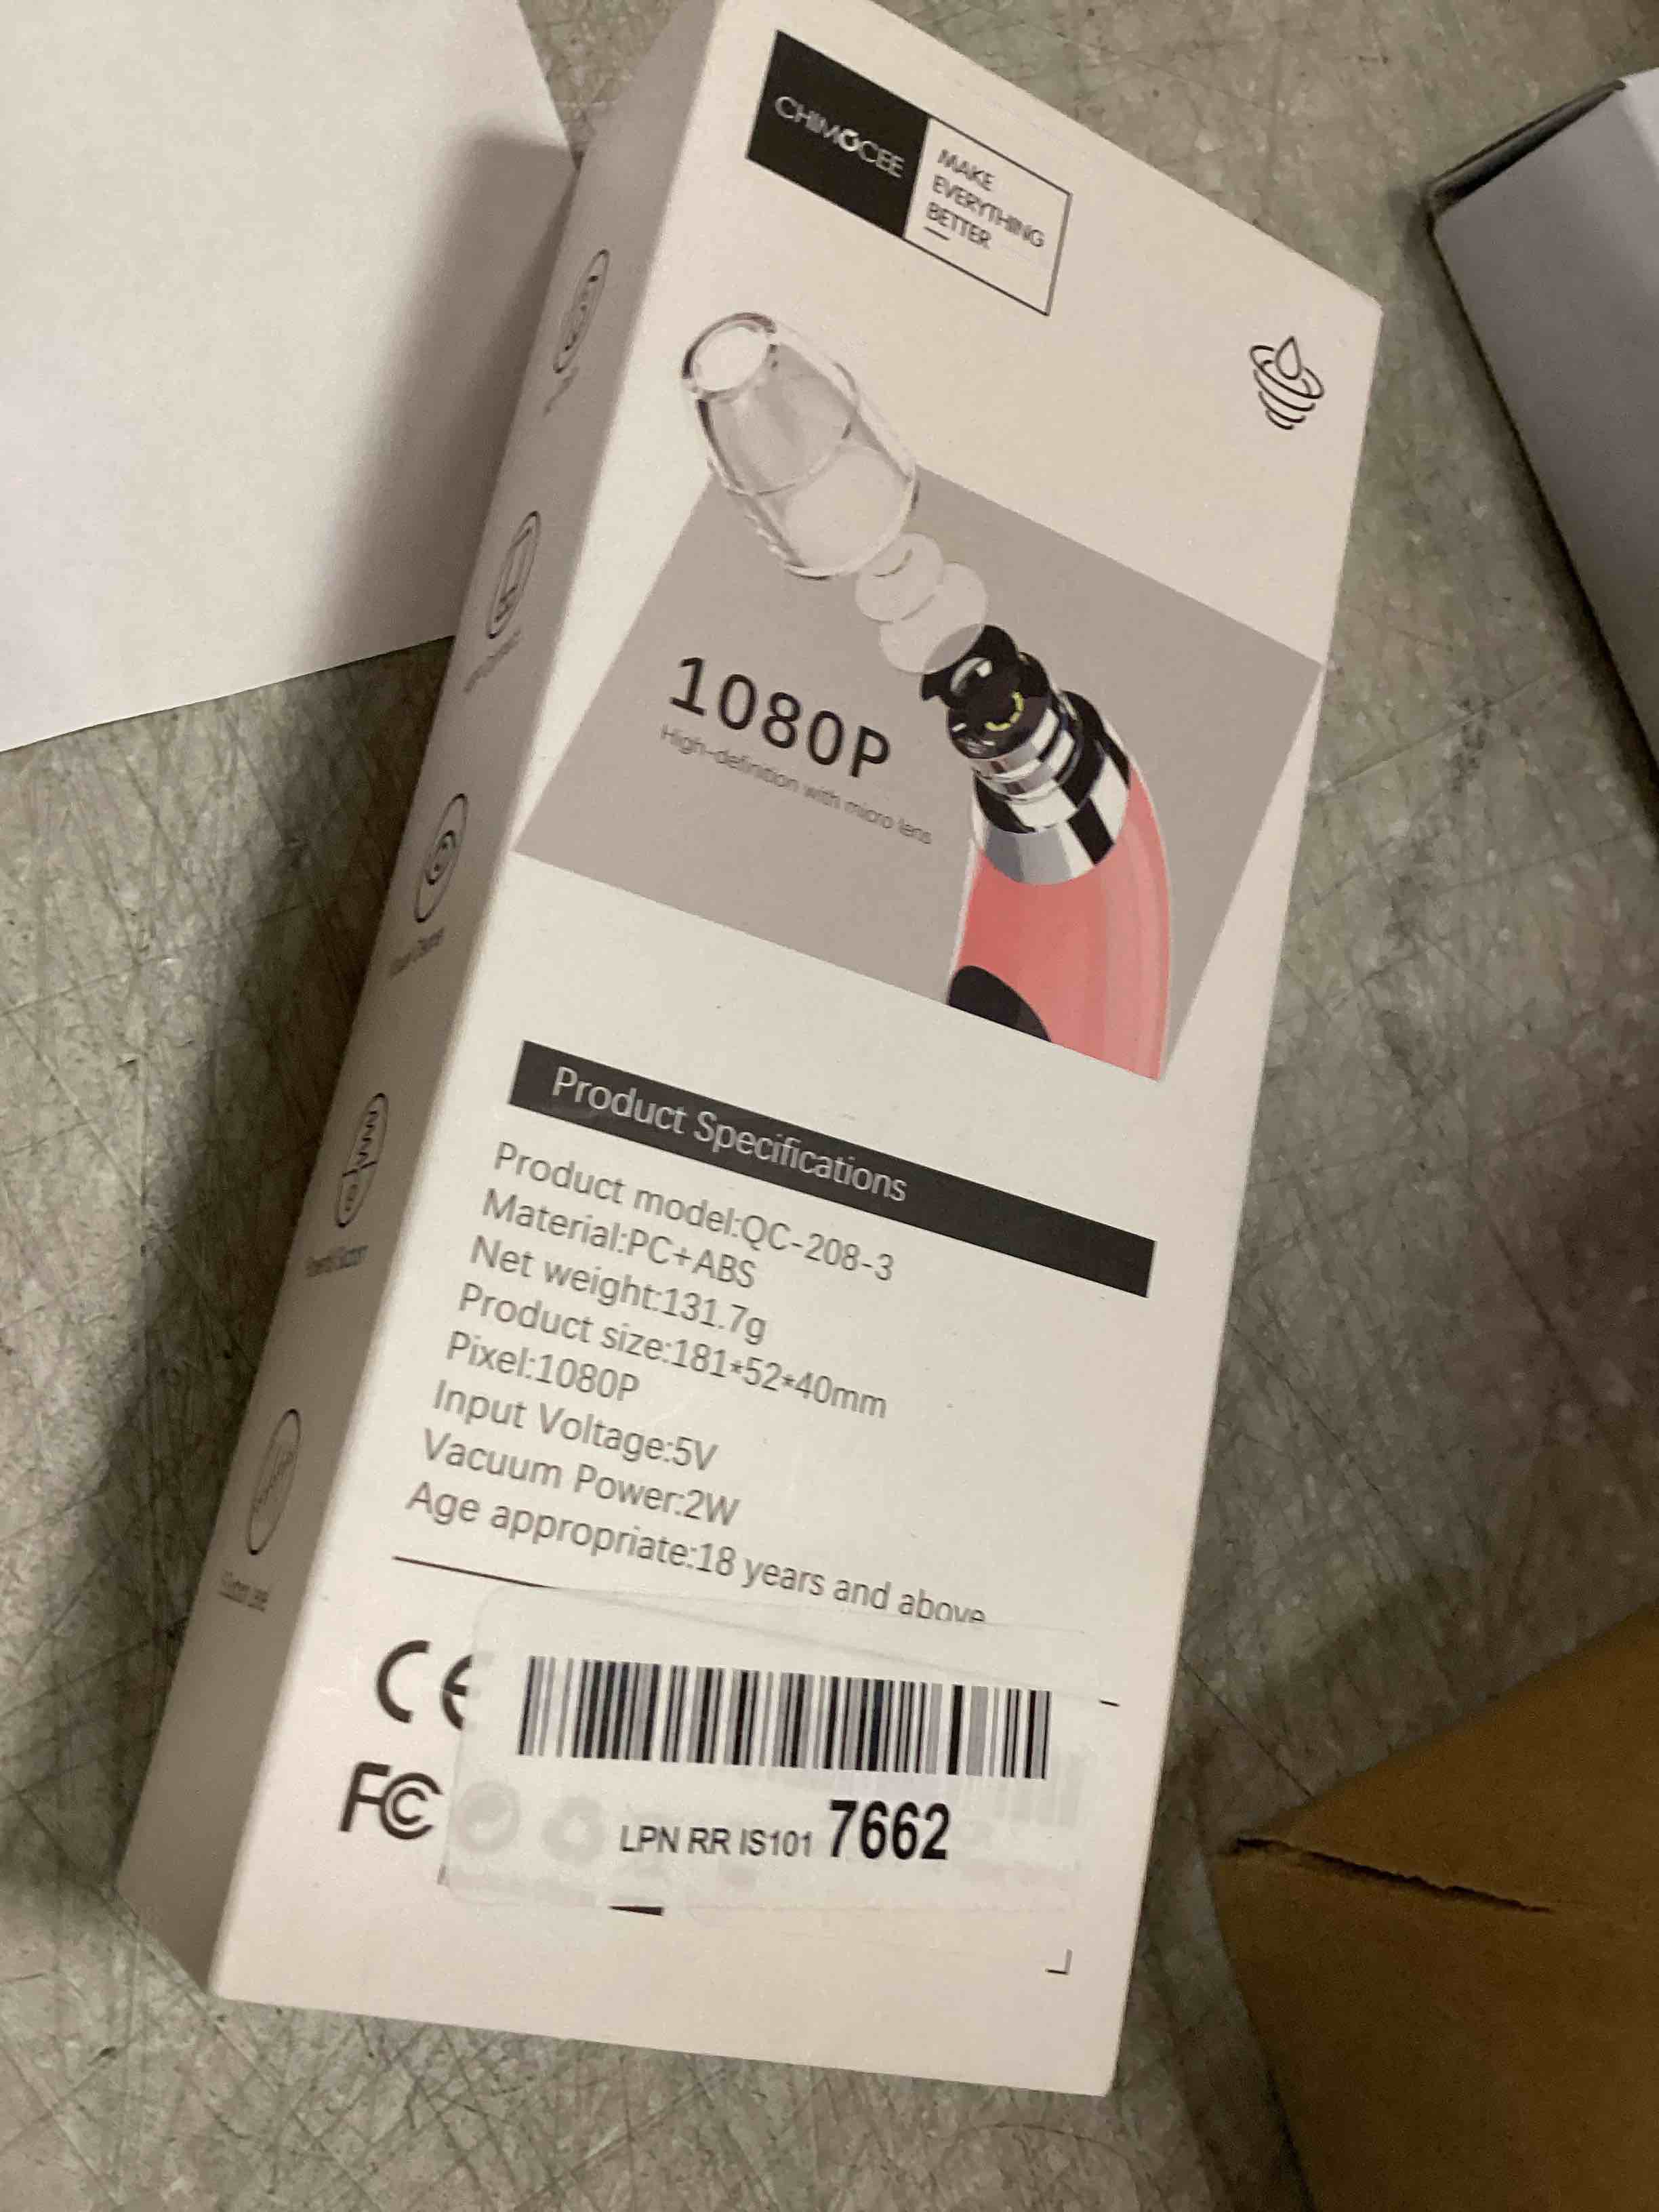 CHIMOCEE
MAKE
EVERYTHING
BETTER
1080P
High-definition with micro lens
Product Specifications
Product model:QC-208-3
Material:PC+ABS
Net weight:131.7g
Product size:181*52*40mm
Pixel:1080P
Input Voltage:5V
Vacuum Power:2W
Age appropriate:18 years and above
CE
FC
LPN RR IS101 7662